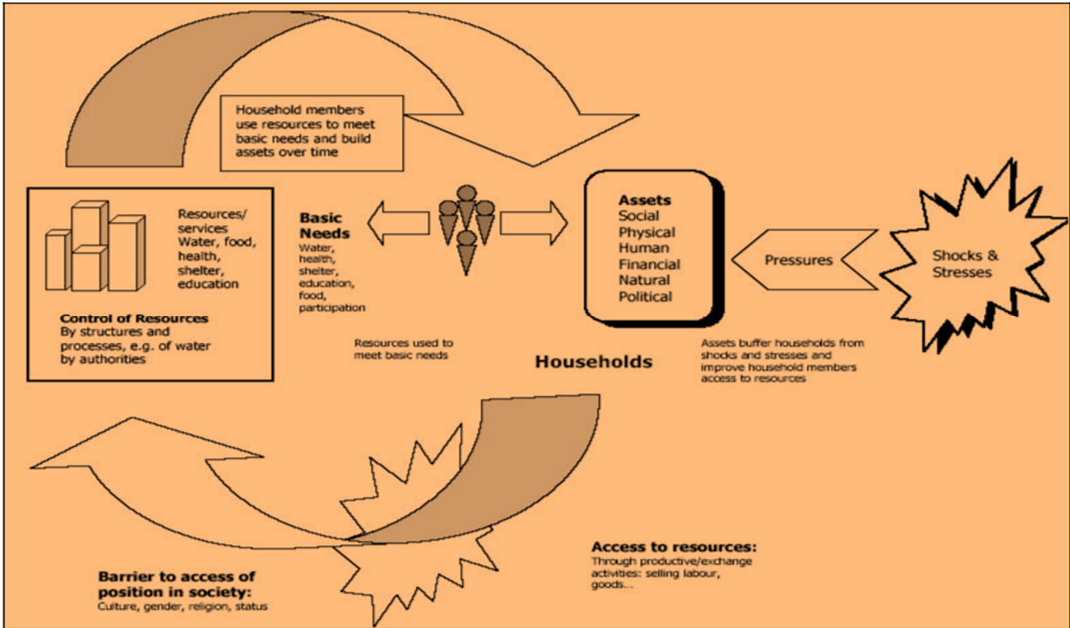 Household members
use resources to meet
basic needs and build
assets over time
Resources/
services
Water, food,
health,
shelter,
education
Control of Resources
By structures and
processes, e.g. of water
by authorities
Basic
Needs
Water,
health,
shelter,
education,
food,
participation
Resources used to
meet basic needs
Assets
Social
Physical
Human
Financial
Natural
Political
Households
Pressures
Shocks &
Stresses
Assets buffer households from
shocks and stresses and
improve household members
access to resources
Barrier to access of
position in society:
Culture, gender, religion, status
Access to resources:
Through productive/exchange
activities: selling labour,
goods...